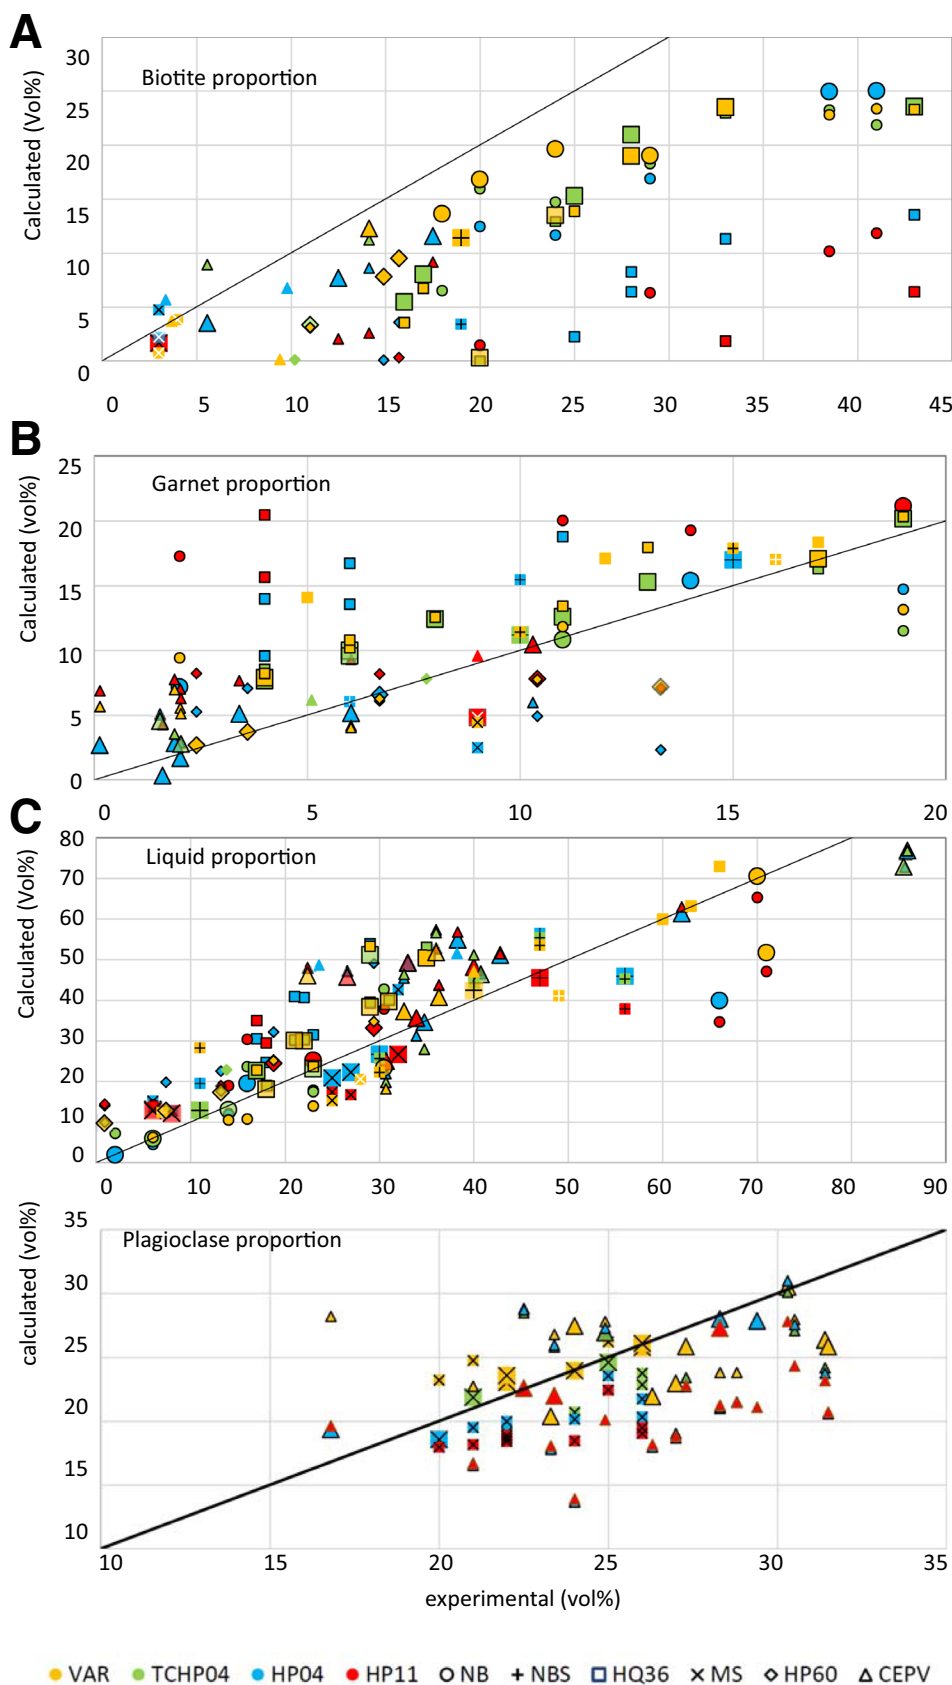 A
Biotite proportion
Calculated (Vol%)
30
25
20
15
10
5
0
0 5 10 15 20 25 30 35 40 45
B
Garnet proportion
Calculated (vol%)
25
20
15
10
5
0
0 5 10 15 20
C
Liquid proportion
Calculated (Vol%)
80
70
60
50
40
30
20
10
0
0 10 20 30 40 50 60 70 80 90
Plagioclase proportion
calculated (vol%)
35
30
25
20
15
10
10 15 20 25 30 35
experimental (vol%)
VAR TCHP04 HP04 HP11 NB NBS HQ36 MS HP60 CEPV